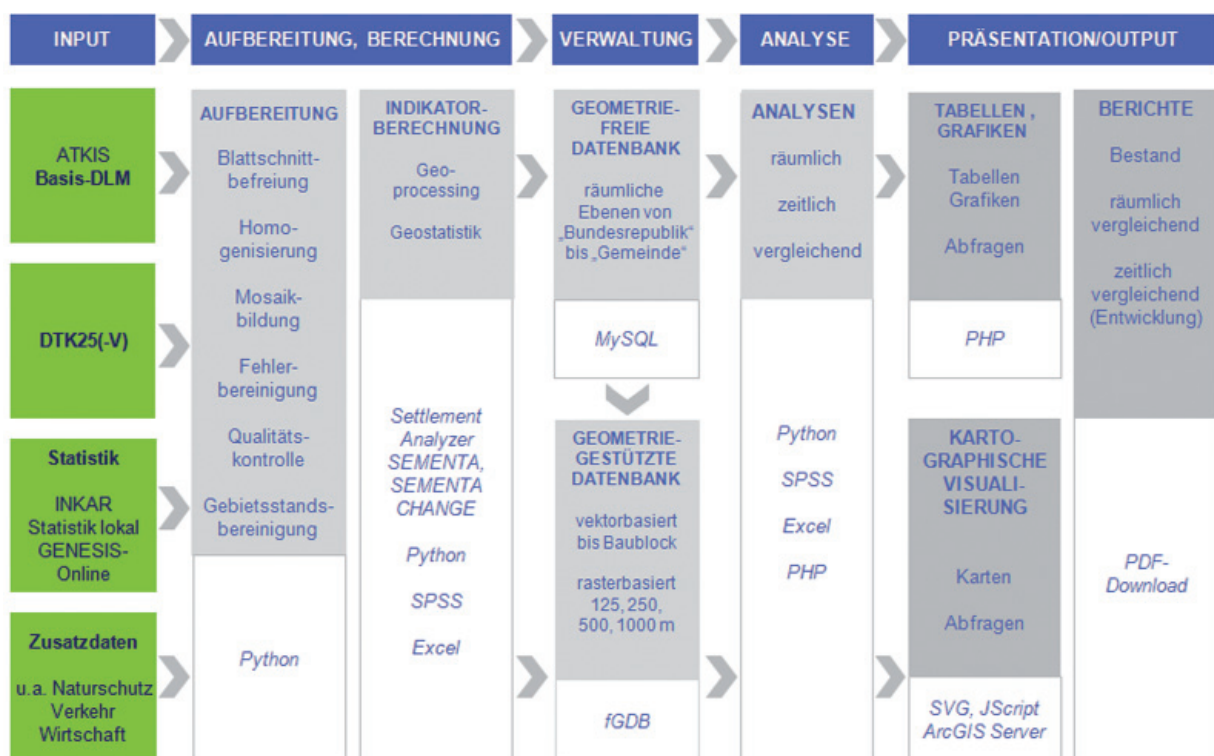 INPUT
AUFBEREITUNG, BERECHNUNG
VERWALTUNG
ANALYSE
PRÄSENTATION/OUTPUT
ATKIS
Basis-DLM
DTK25(-V)
Statistik
INKAR
Statistik lokal
GENESIS-
Online
Zusatzdaten
u.a. Naturschutz
Verkehr
Wirtschaft
AUFBEREITUNG
Blattschnitt-
befreiung
Homo-
genisierung
Mosaik-
bildung
Fehler-
bereinigung
Qualitäts-
kontrolle
Gebietsstands-
bereinigung
Python
INDIKATOR-
BERECHNUNG
Geo-
processing
Geostatistik
Settlement
Analyzer
SEMENTA,
SEMENTA
CHANGE
Python
SPSS
Excel
GEOMETRIE-
FREIE
DATENBANK
räumliche
Ebenen von
„Bundesrepublik“
bis „Gemeinde“
MySQL
GEOMETRIE-
GESTÜTZTE
DATENBANK
vektorbasiert
bis Baublock
rasterbasiert
125, 250,
500, 1000 m
fGDB
ANALYSEN
räumlich
zeitlich
vergleichend
Python
SPSS
Excel
PHP
TABELLEN ,
GRAFIKEN
Tabellen
Grafiken
Abfragen
PHP
KARTO-
GRAPHISCHE
VISUALI-
SIERUNG
Karten
Abfragen
SVG, JScript
ArcGIS Server
BERICHTE
Bestand
räumlich
vergleichend
zeitlich
vergleichend
(Entwicklung)
PDF-
Download